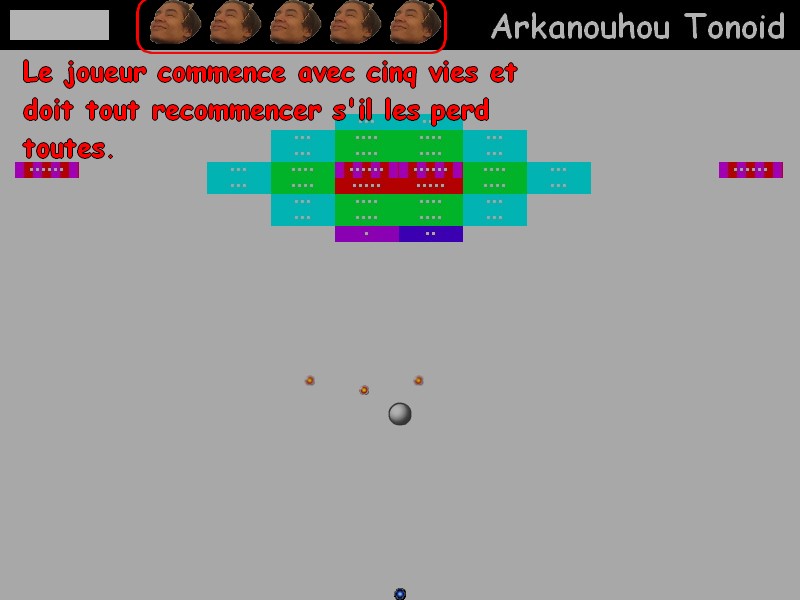 Arkanouhou Tonoid
Le joueur commence avec cinq vies et
doit tout recommencer s'il les perd
toutes.